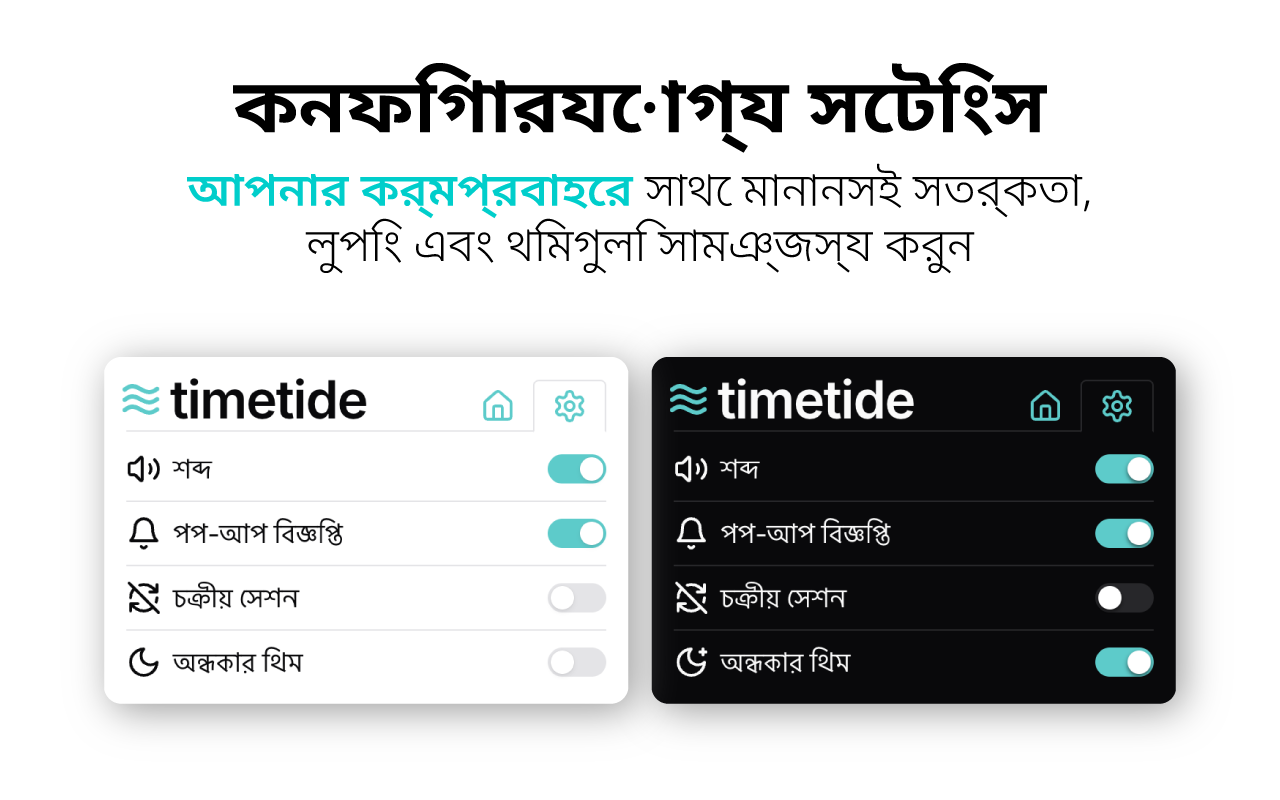 কনফিগারযোগ্য সেটিংস
আপনার কর্মপ্রবাহের সাথে মানানসই সতর্কতা,
লুপিং এবং থিমগুলি সামঞ্জস্য করুন
timetide
শব্দ
পপ-আপ বিজ্ঞপ্তি
চক্রীয় সেশন
অন্ধকার থিম
timetide
শব্দ
পপ-আপ বিজ্ঞপ্তি
চক্রীয় সেশন
অন্ধকার থিম